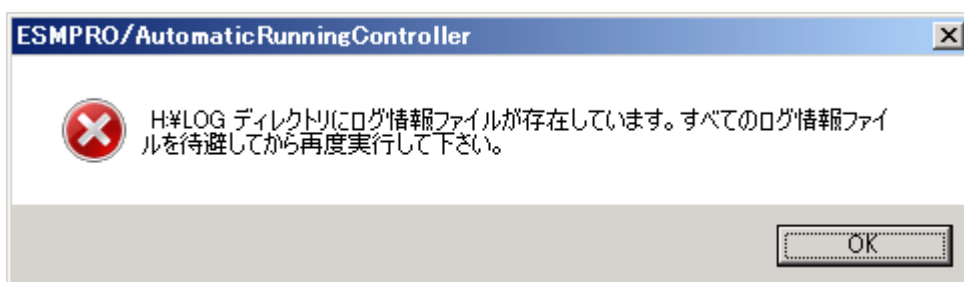 ESMPRO/AutomaticRunningController
H:¥LOG ディレクトリにログ情報ファイルが存在しています。すべてのログ情報ファイ
ルを待避してから再度実行して下さい。
OK